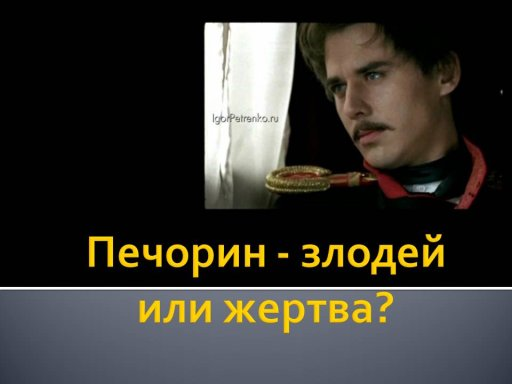 IgorPetrenko.ru
Печорин - злодей
или жертва?